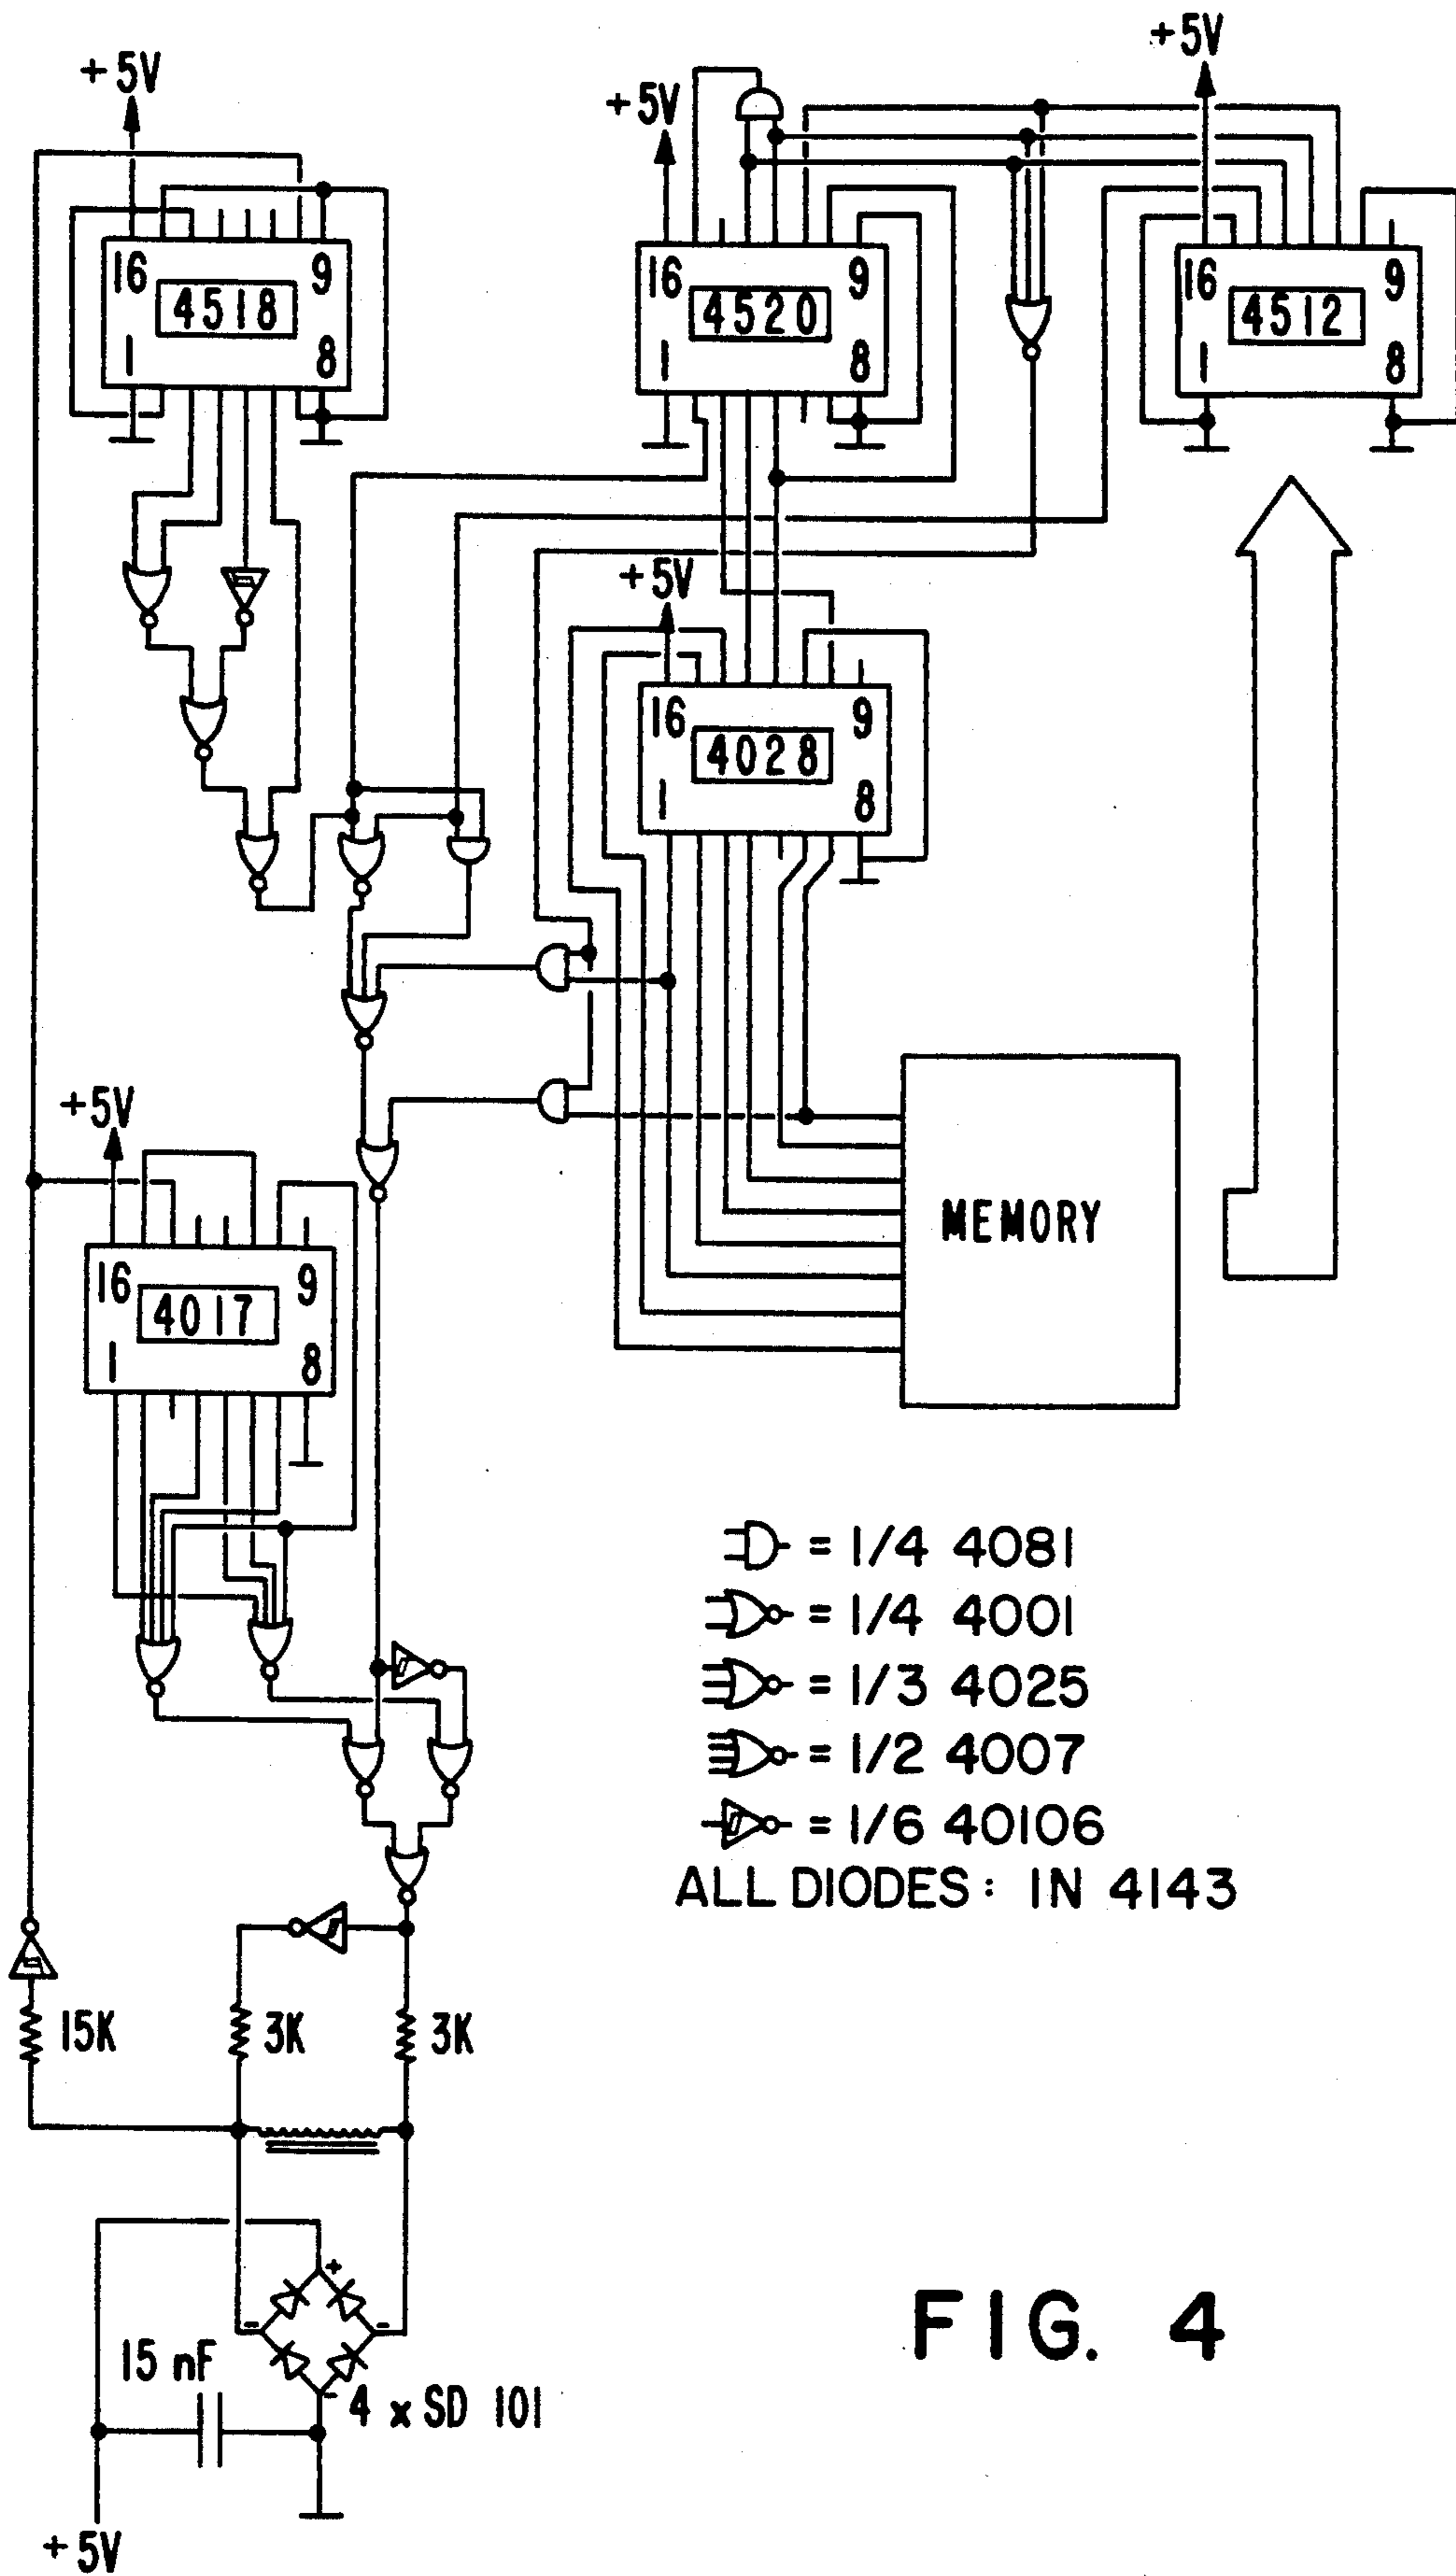 +5V
+5V
+5V
16 9
4518
1 8
16 9
4520
1 8
16 9
4512
1 8
+5V
16 9
4028
1 8
+5V
16 9
4017
1 8
MEMORY
= 1/4 4081
= 1/4 4001
= 1/3 4025
= 1/2 4007
= 1/6 40106
ALL DIODES: IN 4143
15K
3K
3K
+
- -
-
15 nF
4 x SD 101
+5V
FIG. 4